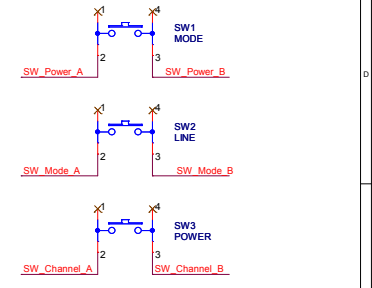 1 4
SW1
MODE
2 3
SW_Power_A SW_Power_B
D
1 4
SW2
LINE
2 3
SW_Mode_A SW_Mode_B
1 4
SW3
POWER
2 3
SW_Channel_A SW_Channel_B